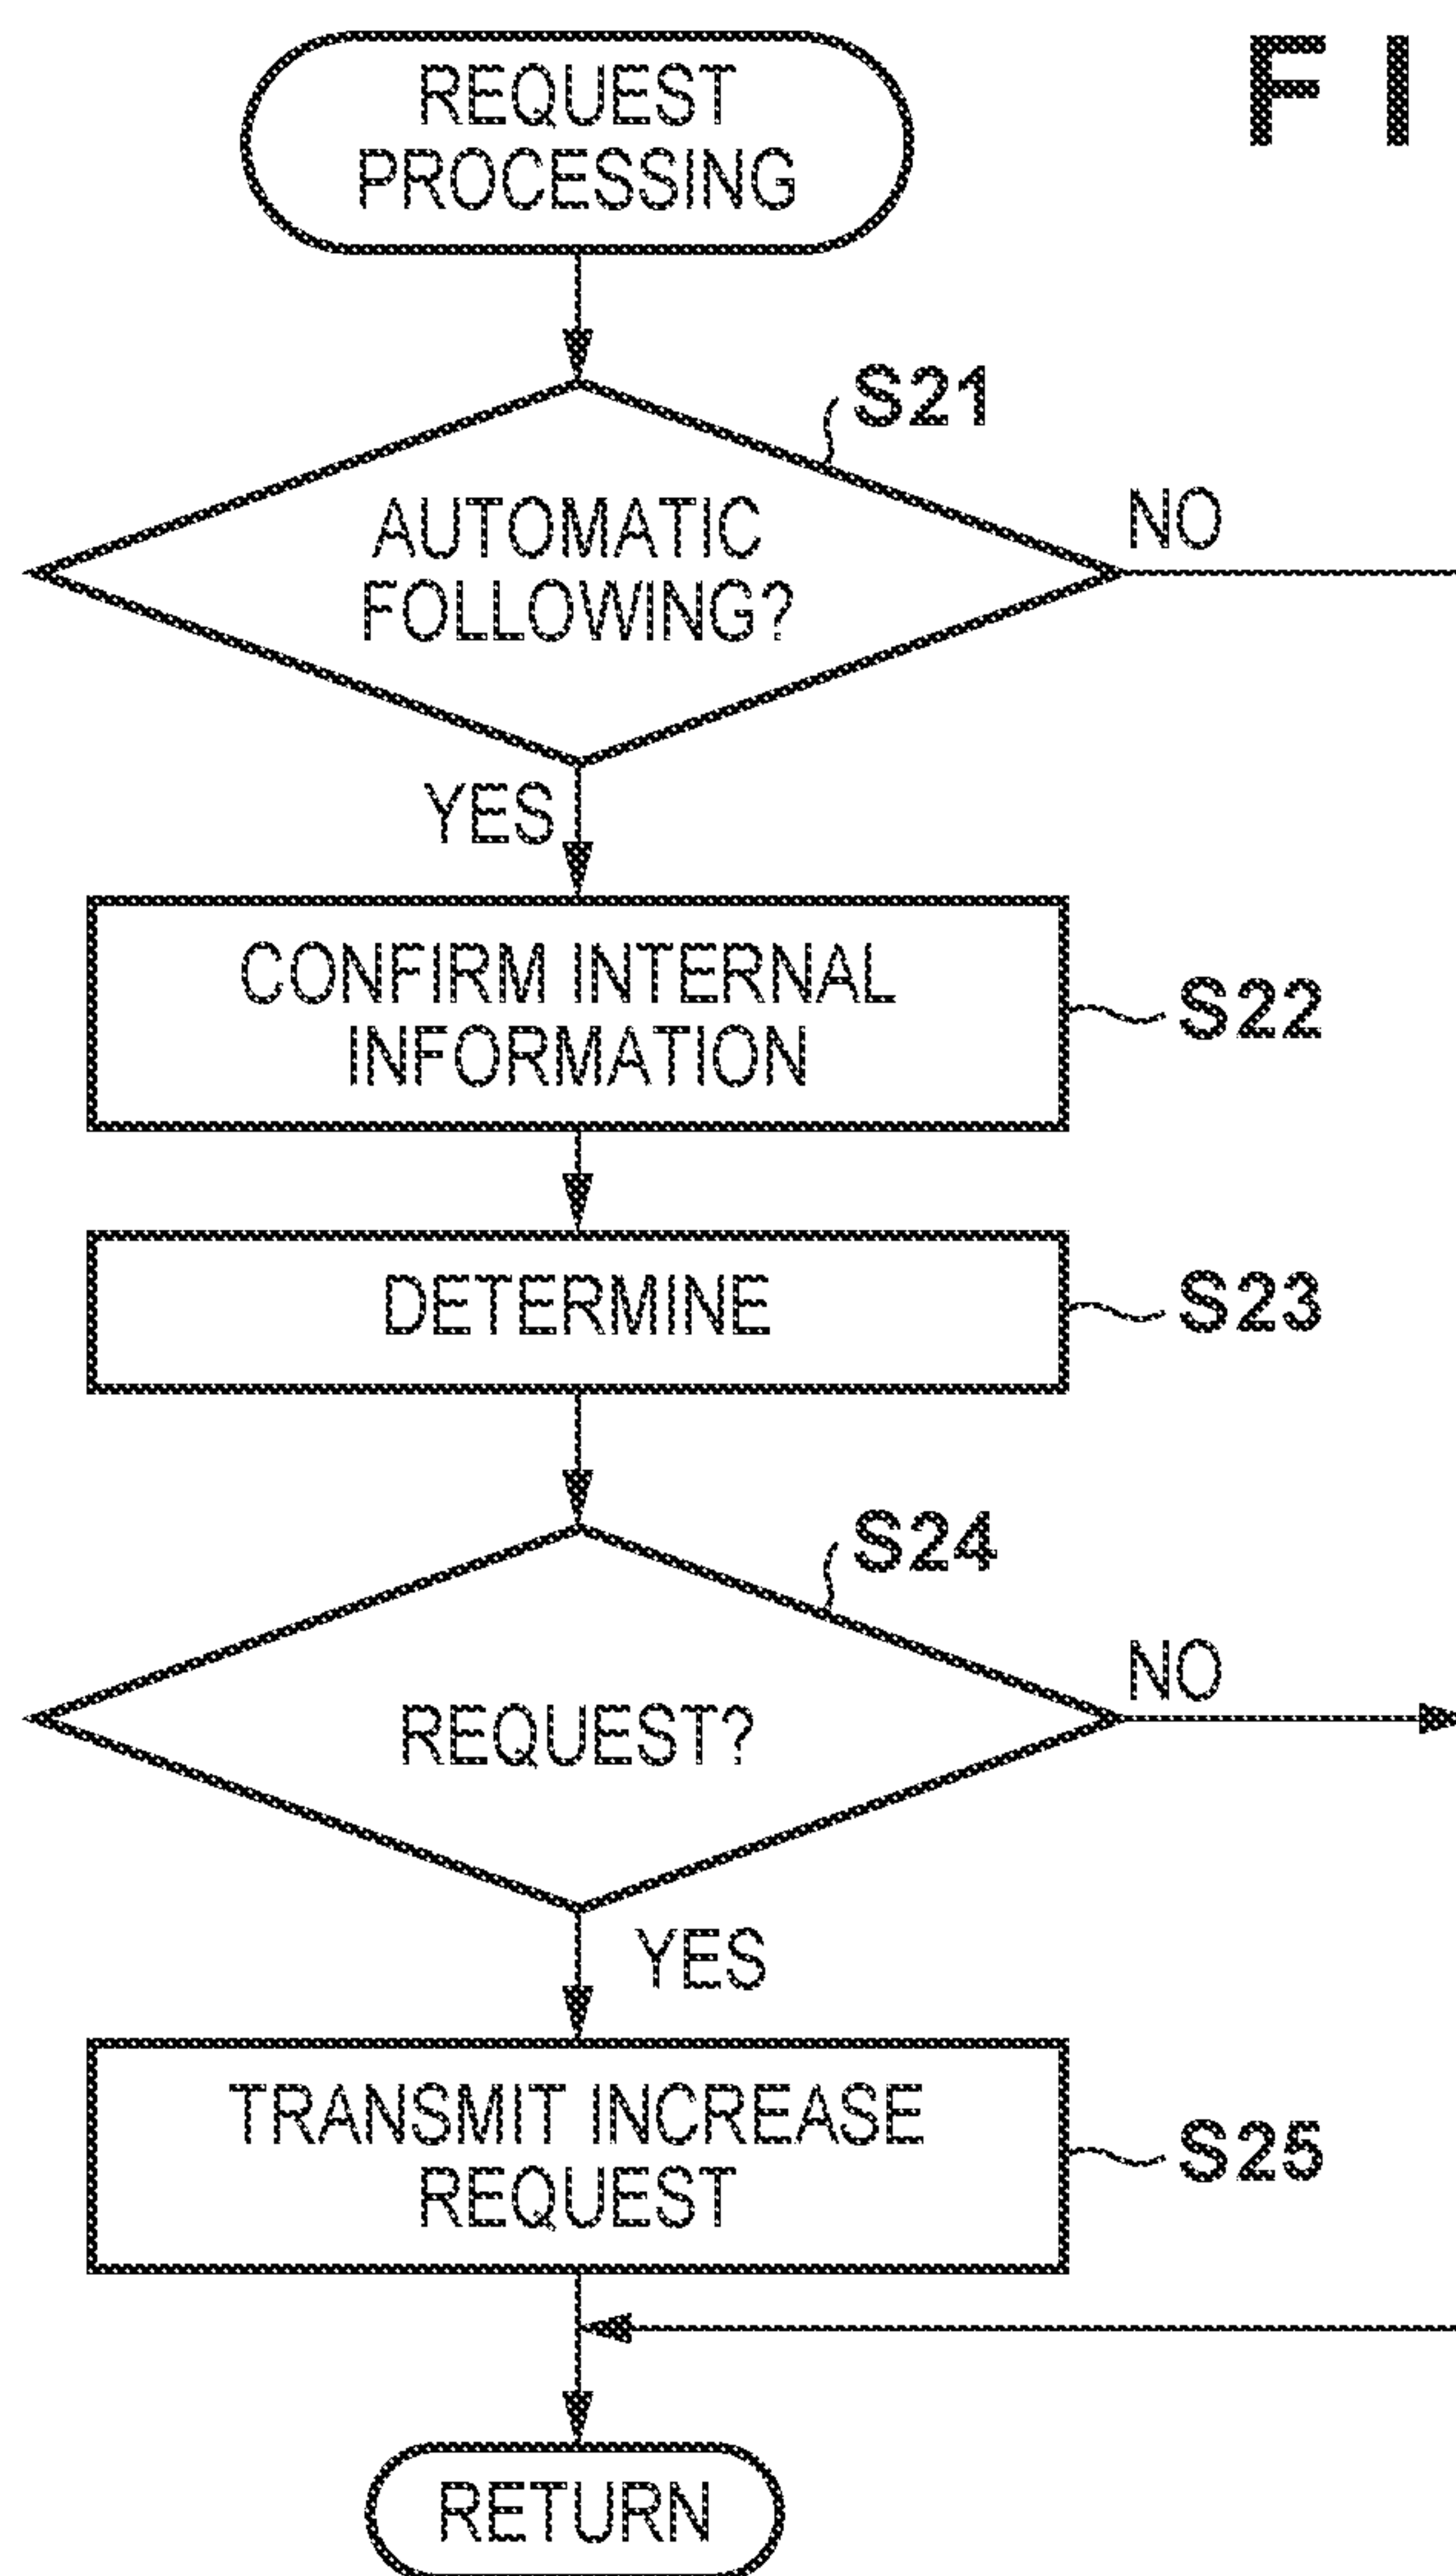 F I
REQUEST
PROCESSING
S21
AUTOMATIC
FOLLOWING?
NO
YES
CONFIRM INTERNAL
INFORMATION
S22
DETERMINE
S23
S24
NO
REQUEST?
YES
TRANSMIT INCREASE
REQUEST
S25
RETURN